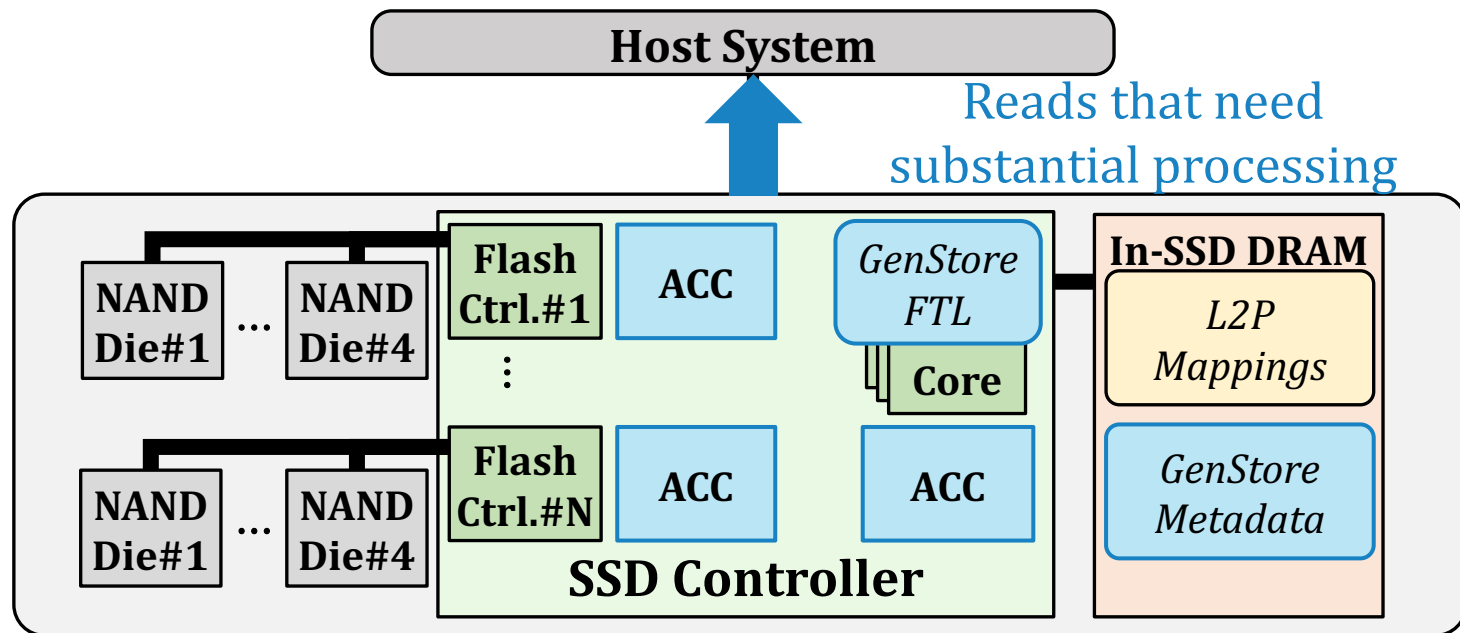 Host System
Reads that need
substantial processing
NAND
Die#1
...
NAND
Die#4
Flash
Ctrl.#1
ACC
GenStore
FTL
Core
In-SSD DRAM
L2P
Mappings
...
NAND
Die#1
...
NAND
Die#4
Flash
Ctrl.#N
ACC
ACC
GenStore
Metadata
SSD Controller